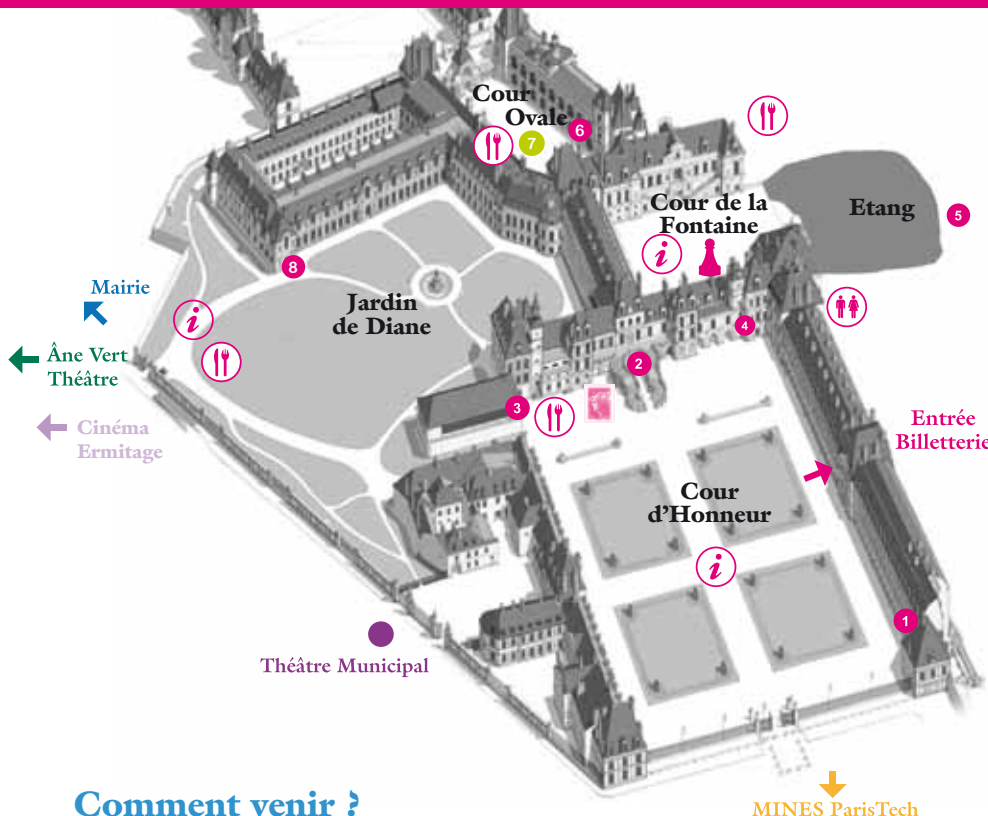 Cour
Ovale
6
7
Cour de la
Fontaine
i
Etang
5
8
Mairie
i
Jardin
de Diane
4
Âne Vert
Théâtre
2
3
Cinéma
Ermitage
Entrée
Billetterie
Cour
d'Honneur
i
1
Théâtre Municipal
Comment venir ?
MINES ParisTech